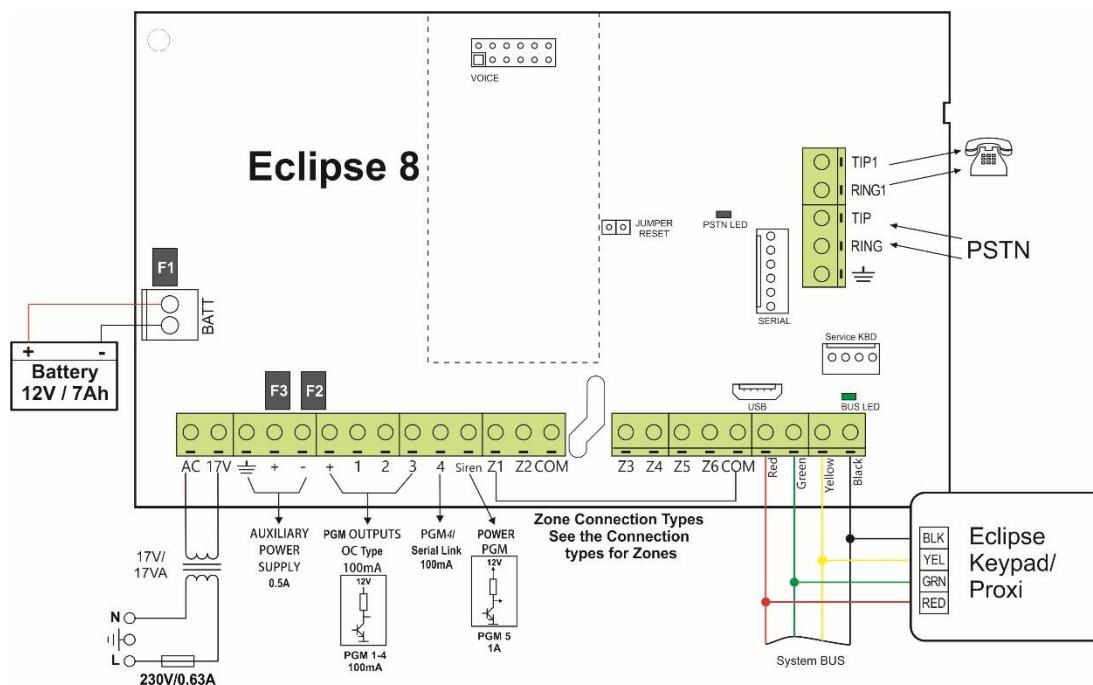 VOICE
Eclipse 8
TIP1
RING1
JUMPER
RESET
PSTN LED
TIP
RING
PSTN
F1
BATT
SERIAL
Service KBD
+ -
Battery
12V / 7Ah
F3 F2
USB
BUS LED
AC 17V + - + 1 2 3 4 Siren Z1 Z2 COM Z3 Z4 Z5 Z6 COM Red Green Yellow Black
AUXILIARY
POWER
SUPPLY
0.5A
PGM OUTPUTS
OC Type
100mA
12V
PGM 1-4
100mA
PGM4/
Serial Link
100mA
POWER
PGM
12V
PGM 5
1A
Zone Connection Types
See the Connection
types for Zones
17V/
17VA
N
L
230V/0.63A
BLK
YEL
GRN
RED
Eclipse
Keypad/
Proxi
System BUS